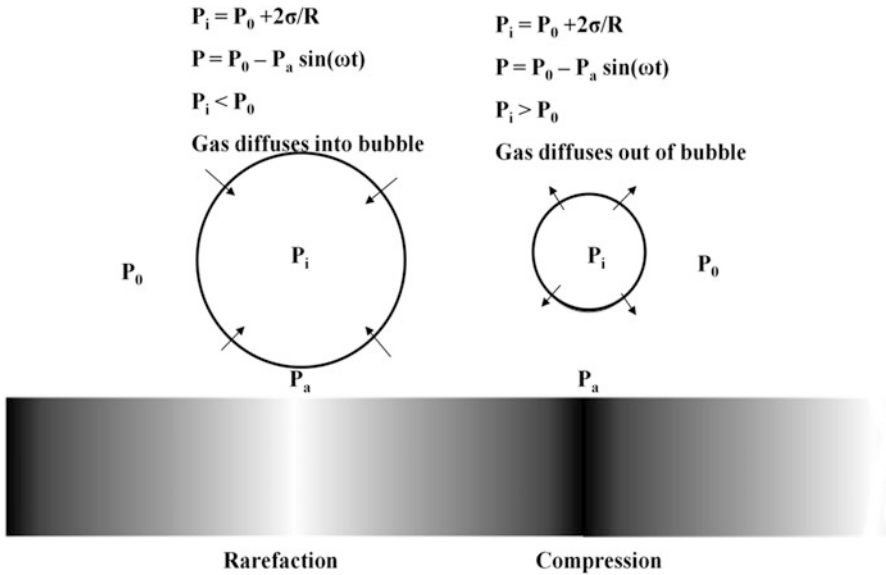 Pᵢ = P₀ +2σ/R
P = P₀ – Pₐ sin(ωt)
Pᵢ < P₀
Gas diffuses into bubble
Pᵢ = P₀ +2σ/R
P = P₀ – Pₐ sin(ωt)
Pᵢ > P₀
Gas diffuses out of bubble
P₀
Pᵢ
Pᵢ
P₀
Pₐ
Pₐ
Rarefaction
Compression